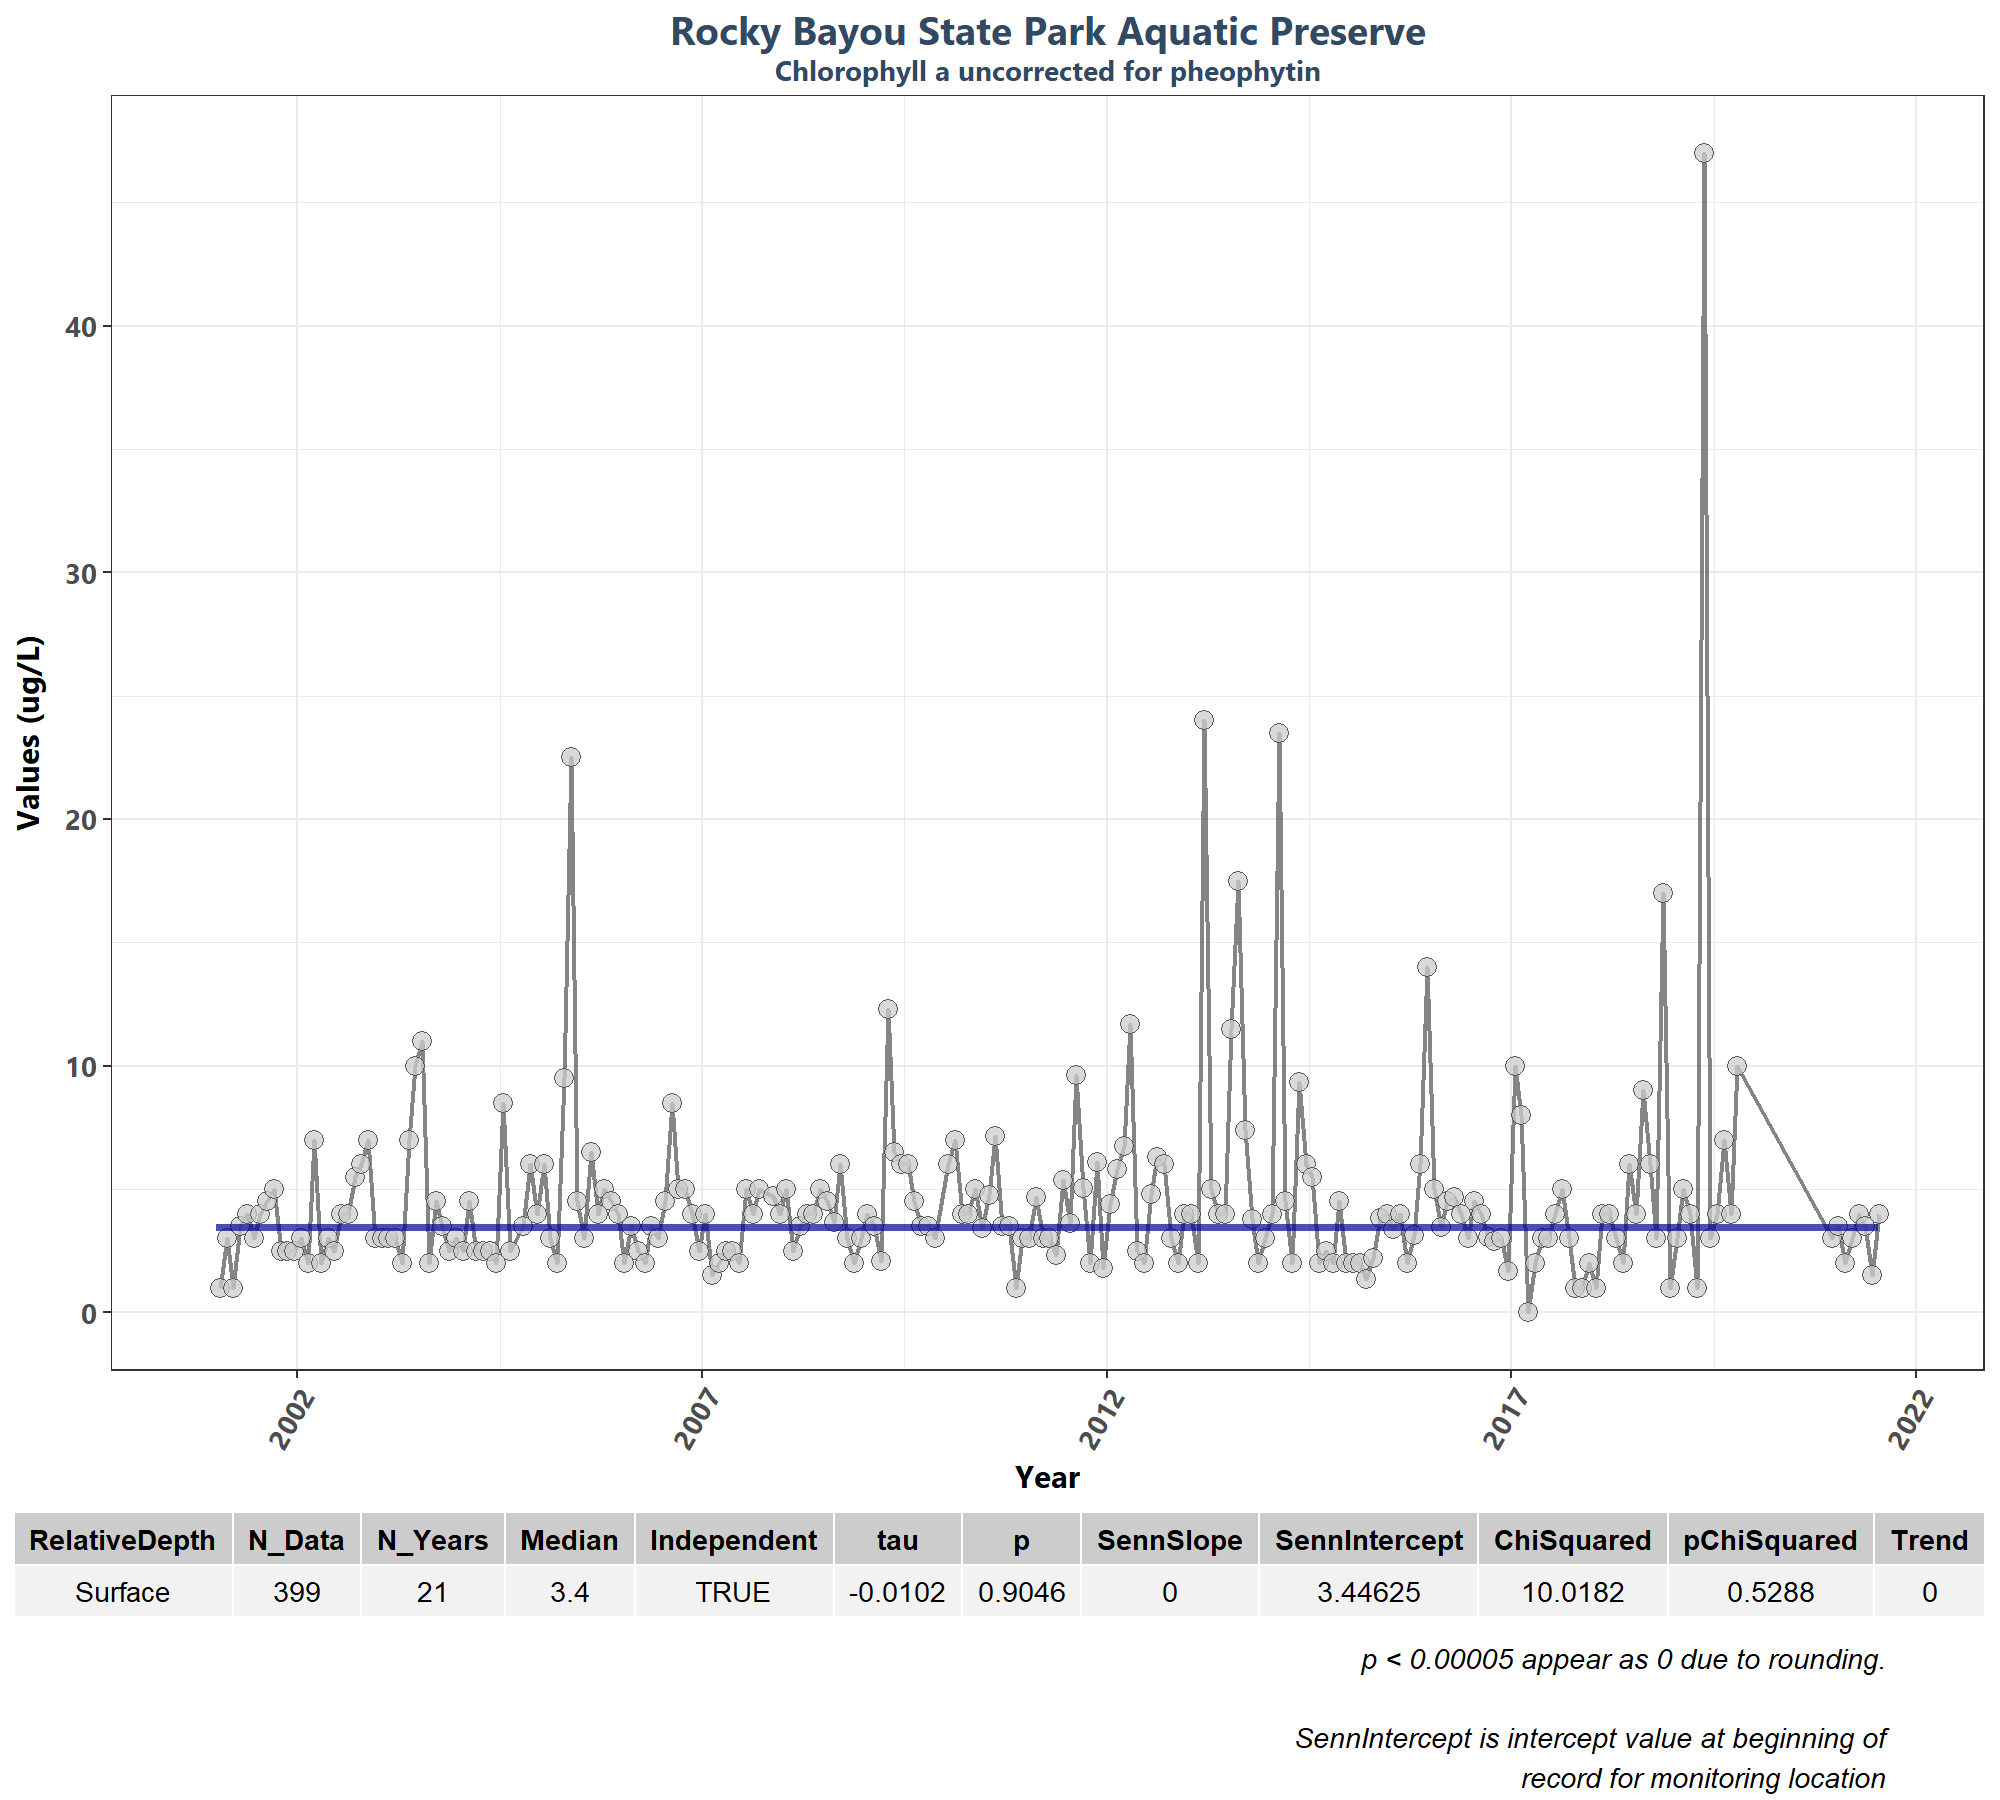 Rocky Bayou State Park Aquatic Preserve
Chlorophyll a uncorrected for pheophytin
Values (ug/L)
40
30
20
10
0
2002 2007 2012 2017 2022
Year
RelativeDepth N_Data N_Years Median Independent tau p SennSlope SennIntercept ChiSquared pChiSquared Trend
Surface 399 21 3.4 TRUE -0.0102 0.9046 0 3.44625 10.0182 0.5288 0
p < 0.00005 appear as 0 due to rounding.
SennIntercept is intercept value at beginning of
record for monitoring location